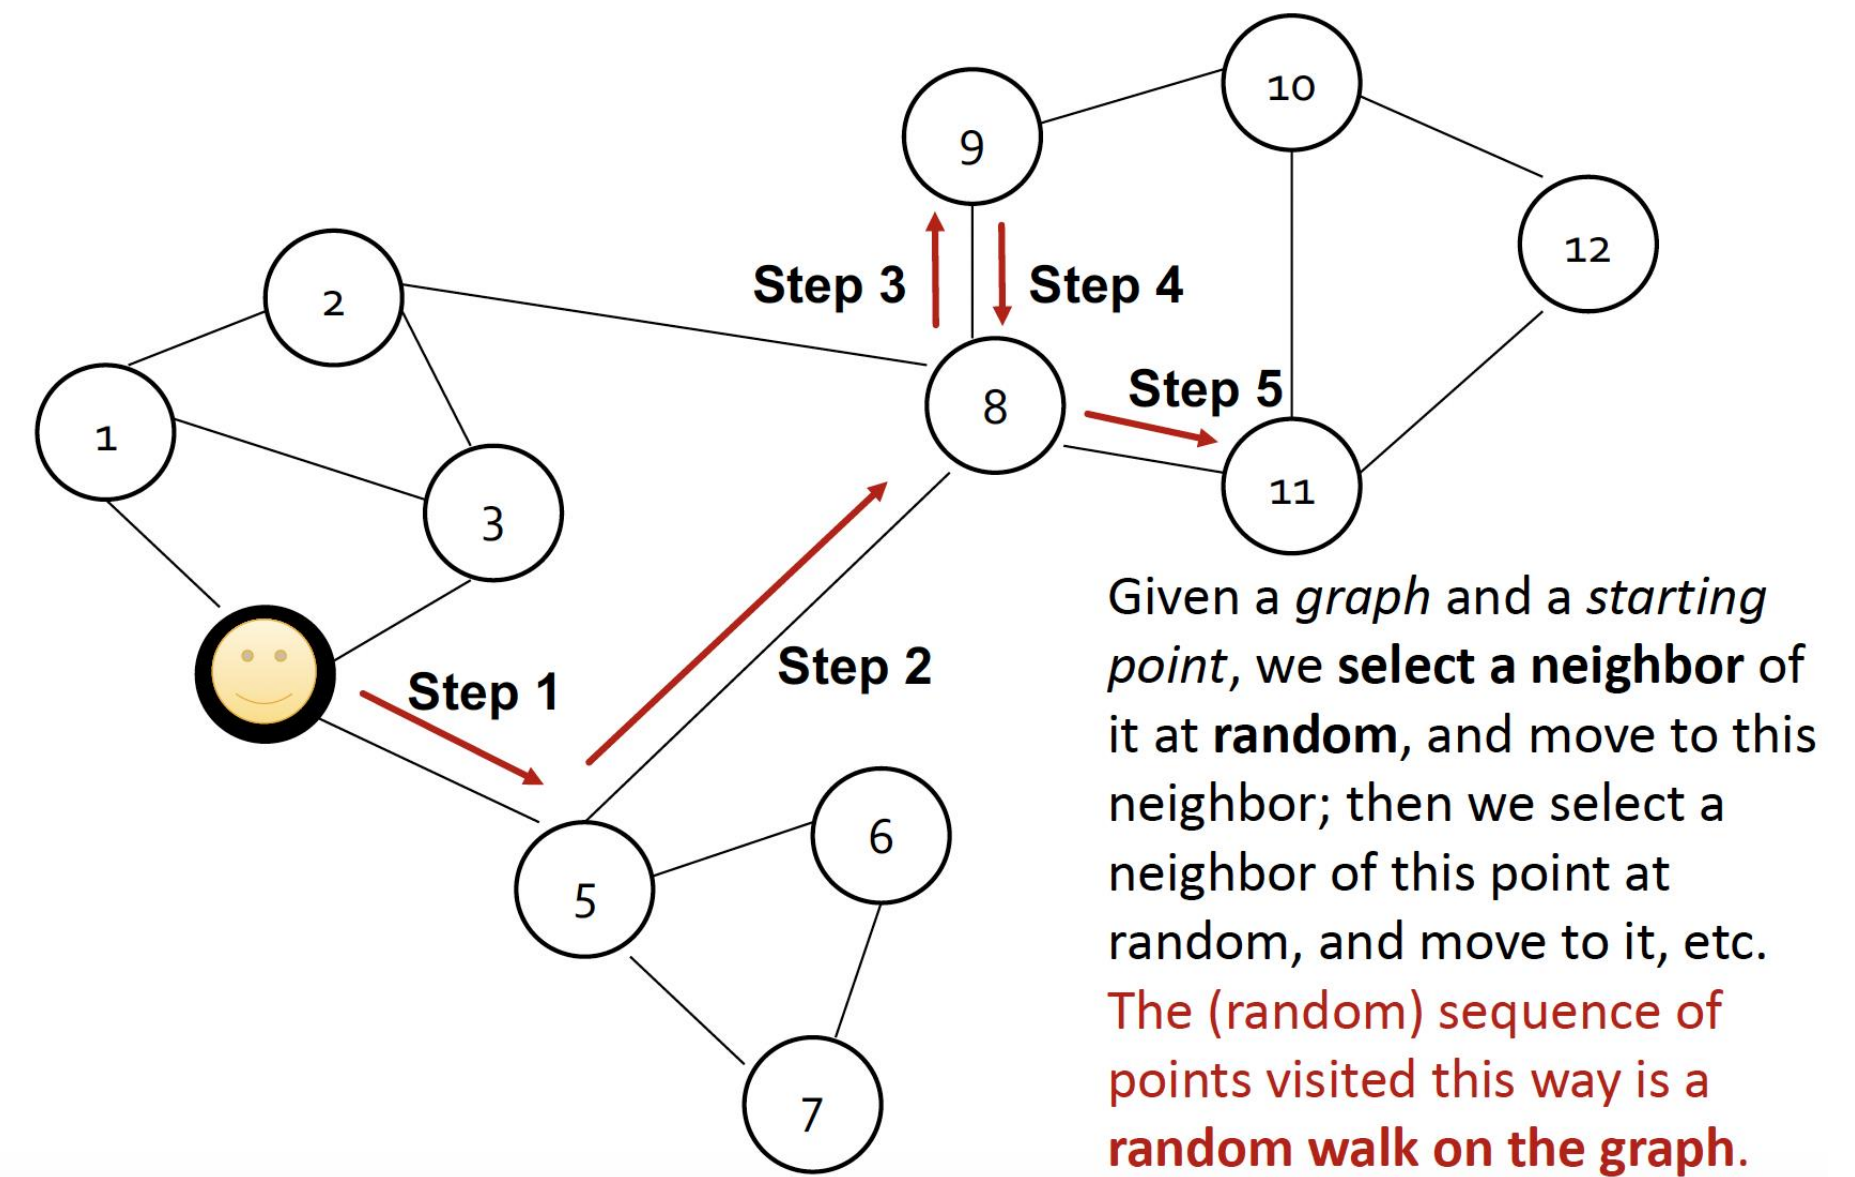 10
9
12
2
Step 3
Step 4
8
Step 5
1
3
11
Given a graph and a starting
point, we select a neighbor of
it at random, and move to this
neighbor; then we select a
neighbor of this point at
random, and move to it, etc.
The (random) sequence of
points visited this way is a
random walk on the graph.
Step 1
Step 2
6
5
7